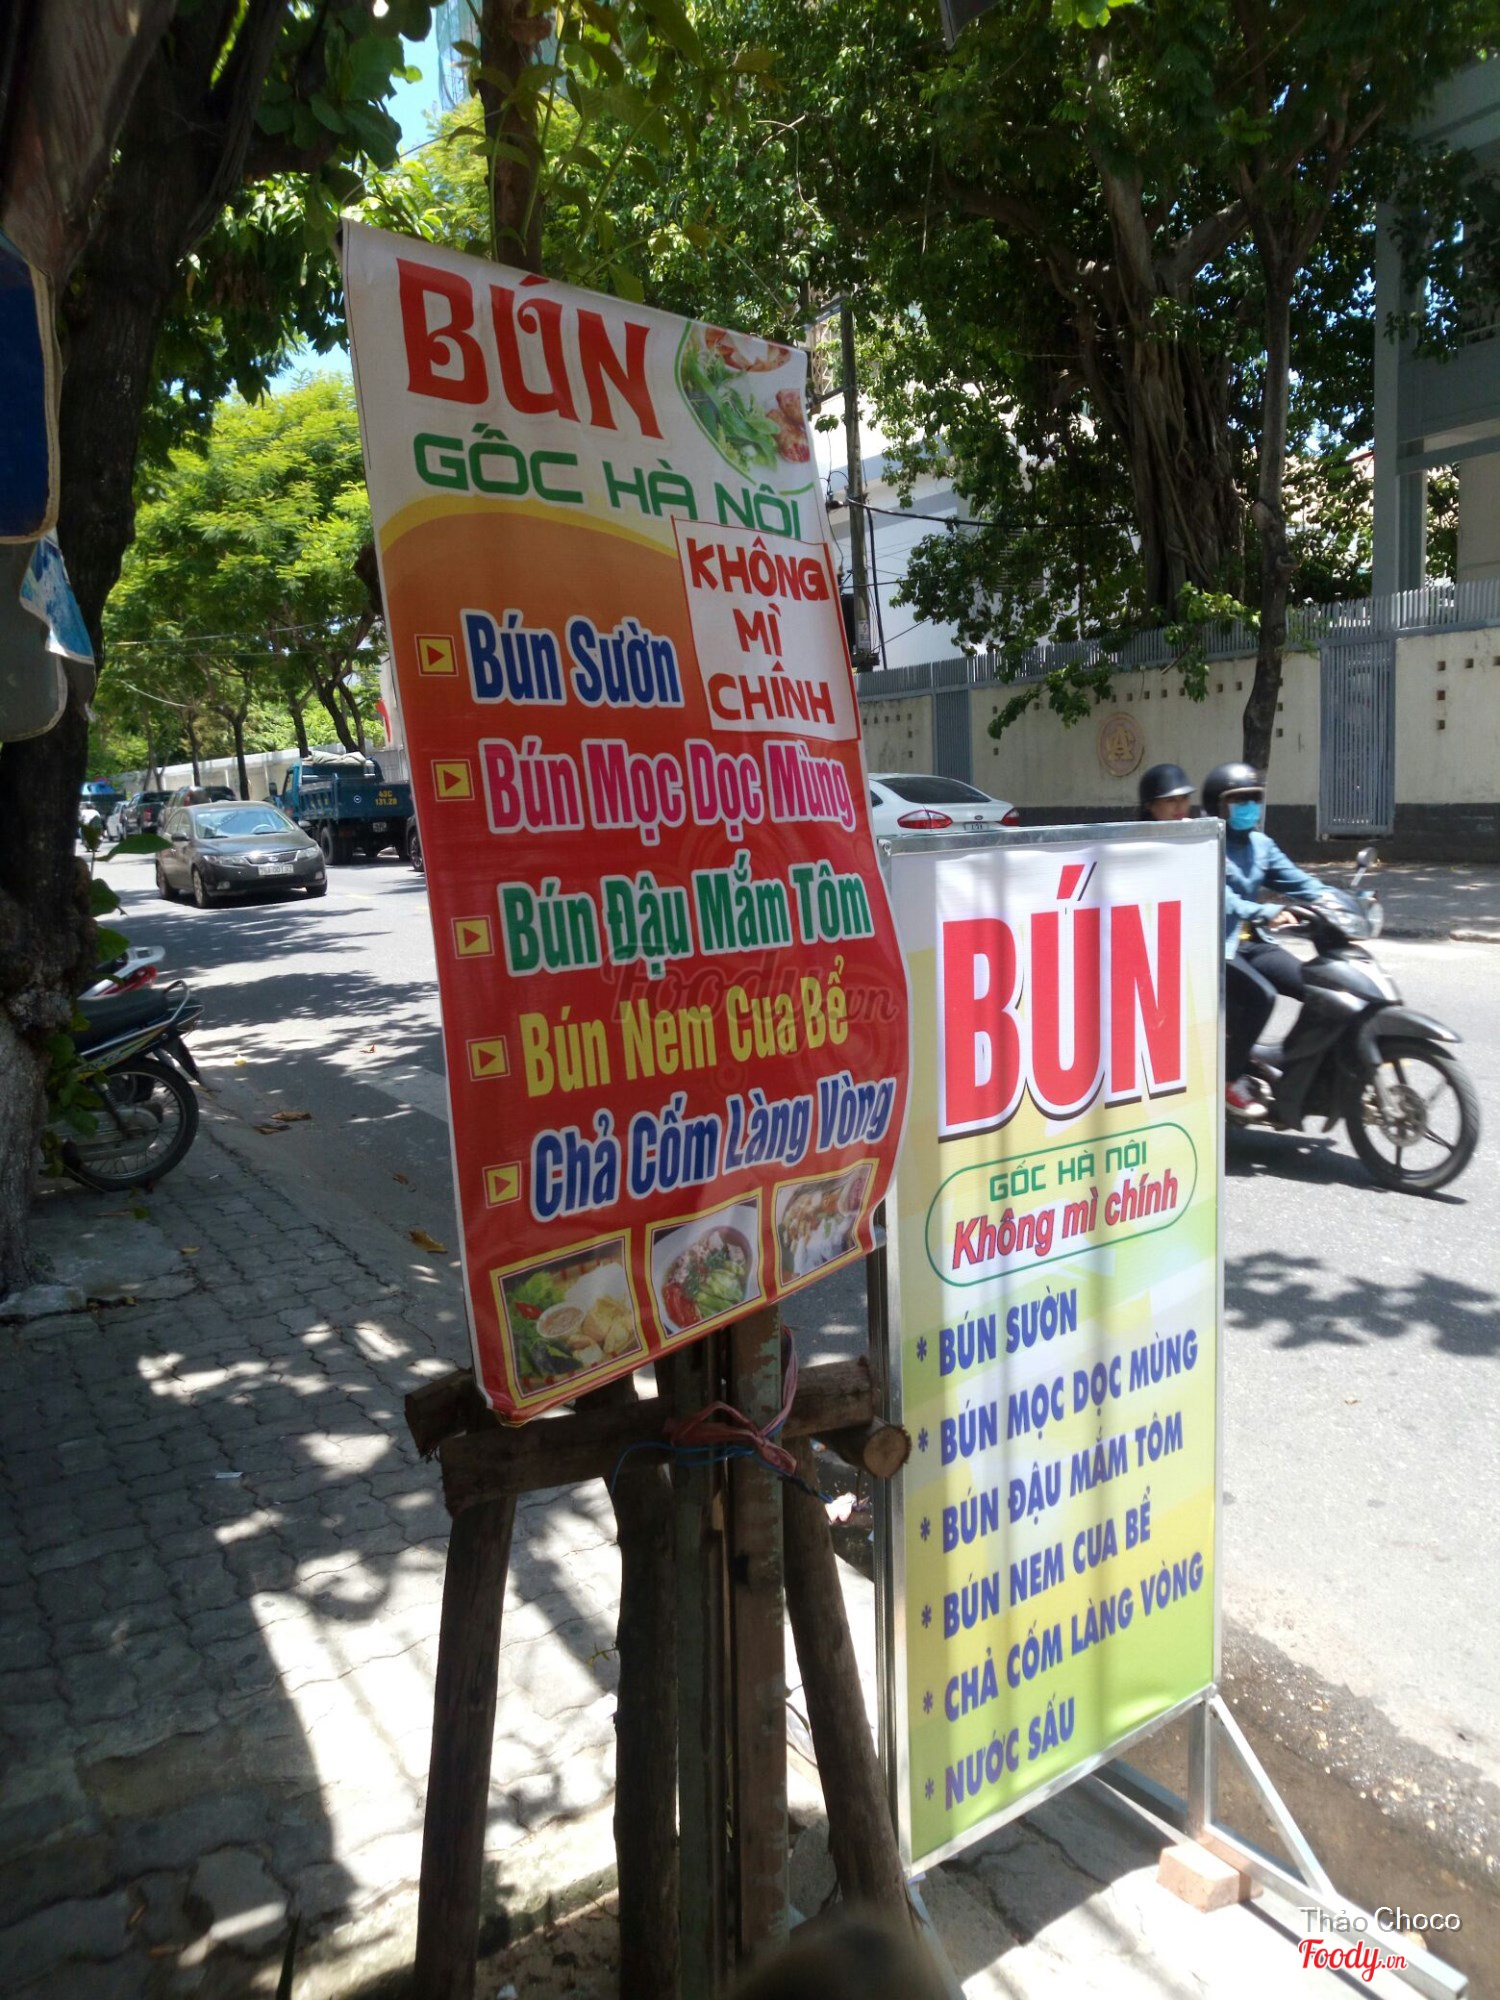 BÚN
GỐC HÀ NỘI
KHÔNG
MÌ
CHÍNH
Bún Sườn
Bún Mọc Dọc Mùng
Bún Đậu Mắm Tôm
Bún Nem Cua Bể
Chả Cốm Làng Vòng
BÚN
GỐC HÀ NỘI
Không mì chính
* BÚN SƯỜN
* BÚN MỌC DỌC MÙNG
* BÚN ĐẬU MẮM TÔM
* BÚN NEM CUA BỂ
* CHẢ CỐM LÀNG VÒNG
* NƯỚC SẤU
Foody.vn
Thảo Choco
Foody.vn